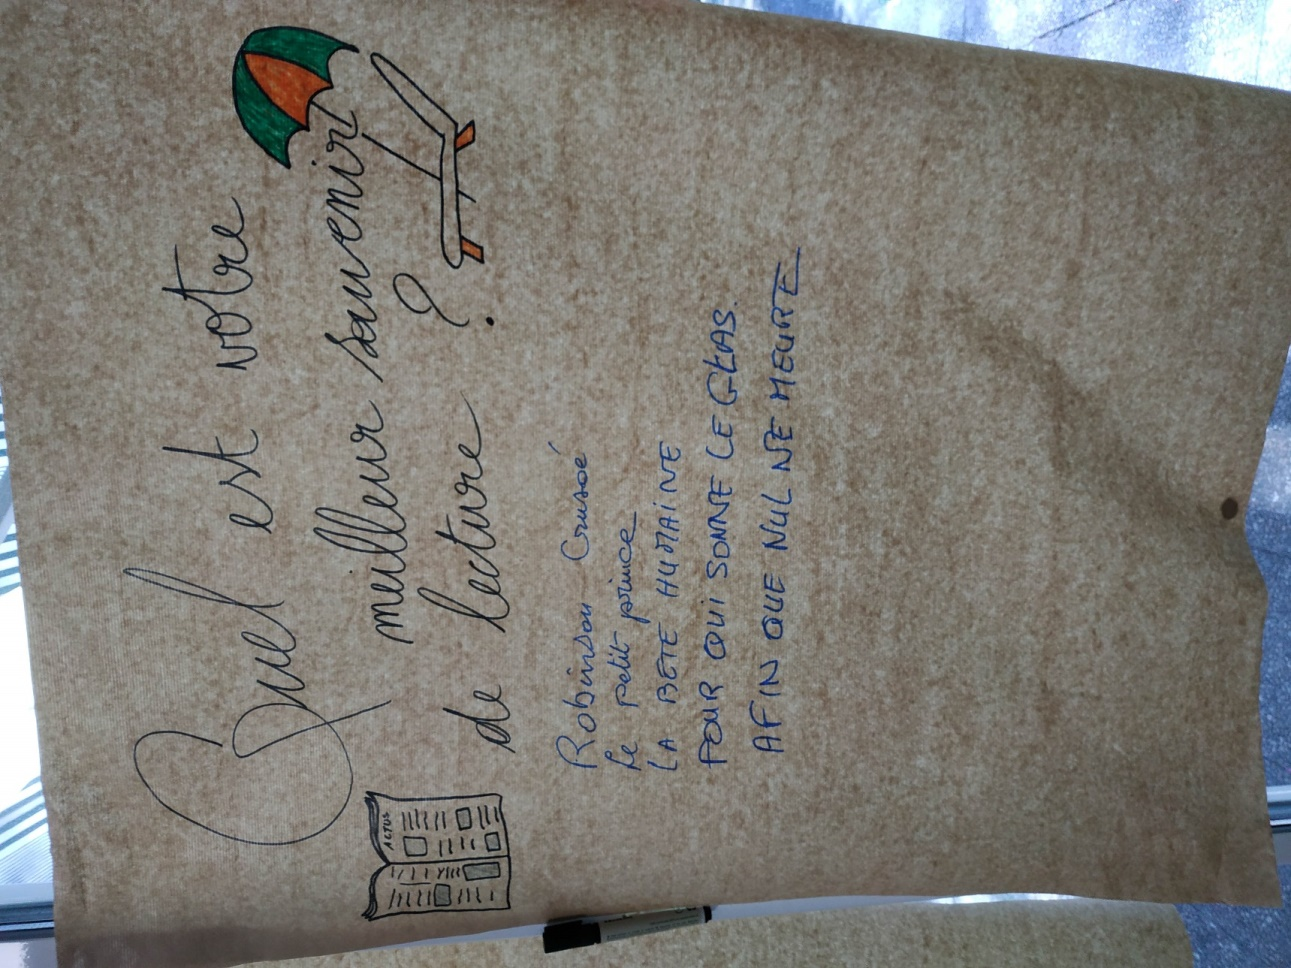 Quel est votre
meilleur souvenir
de lecture ?
ACTUS
Robinson Crusoé
Le petit prince
LA BETE HUMAINE
POUR QUI SONNE LE GLAS.
AFIN QUE NUL NE MEURE